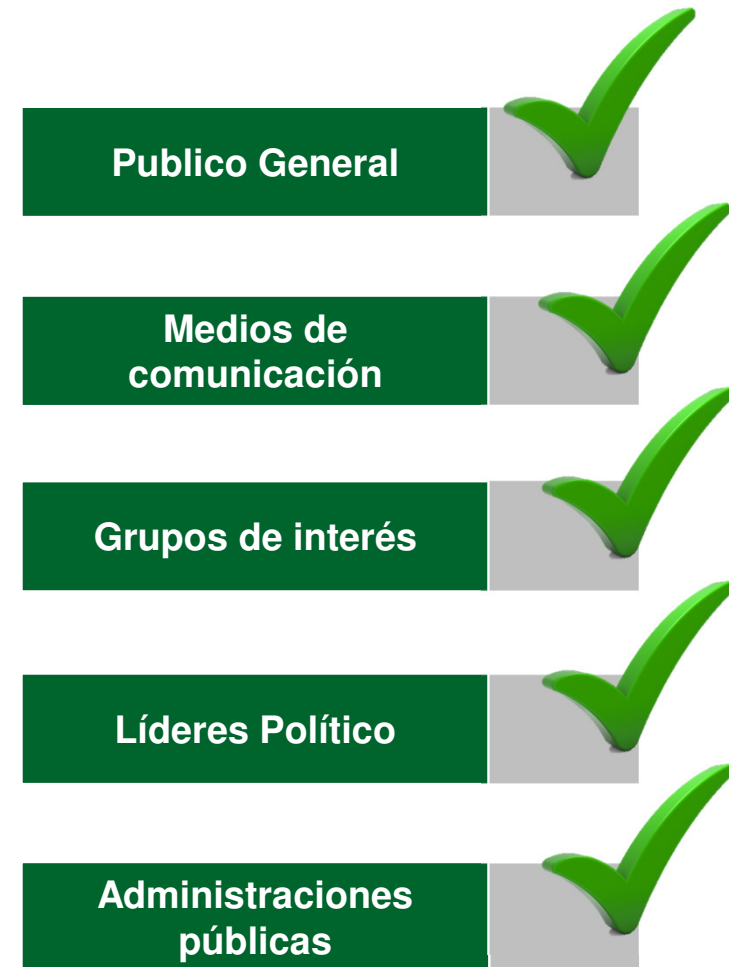 Publico General
Medios de
comunicación
Grupos de interés
Líderes Político
Administraciones
públicas